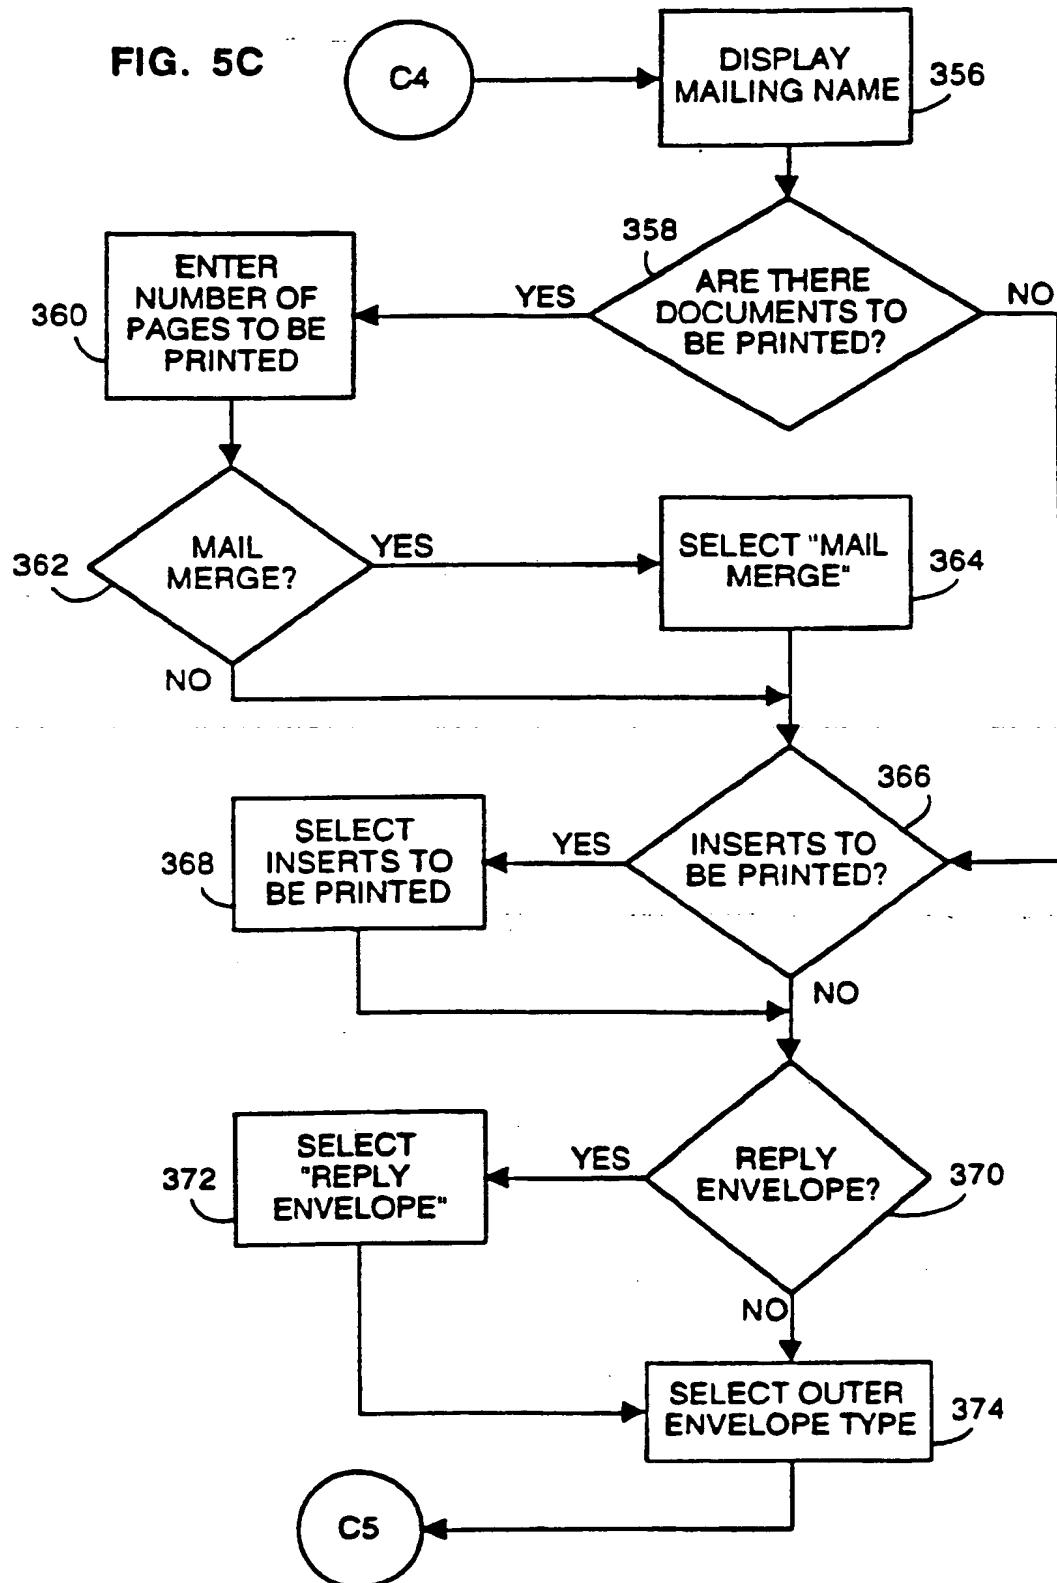 FIG. 5C
C4
DISPLAY
MAILING NAME
356
358
ARE THERE
DOCUMENTS TO
BE PRINTED?
YES
NO
ENTER
NUMBER OF
PAGES TO BE
PRINTED
360
MAIL
MERGE?
362
YES
NO
SELECT "MAIL
MERGE"
364
366
INSERTS TO
BE PRINTED?
YES
NO
SELECT
INSERTS TO
BE PRINTED
368
REPLY
ENVELOPE?
370
YES
NO
SELECT
"REPLY
ENVELOPE"
372
SELECT OUTER
ENVELOPE TYPE
374
C5